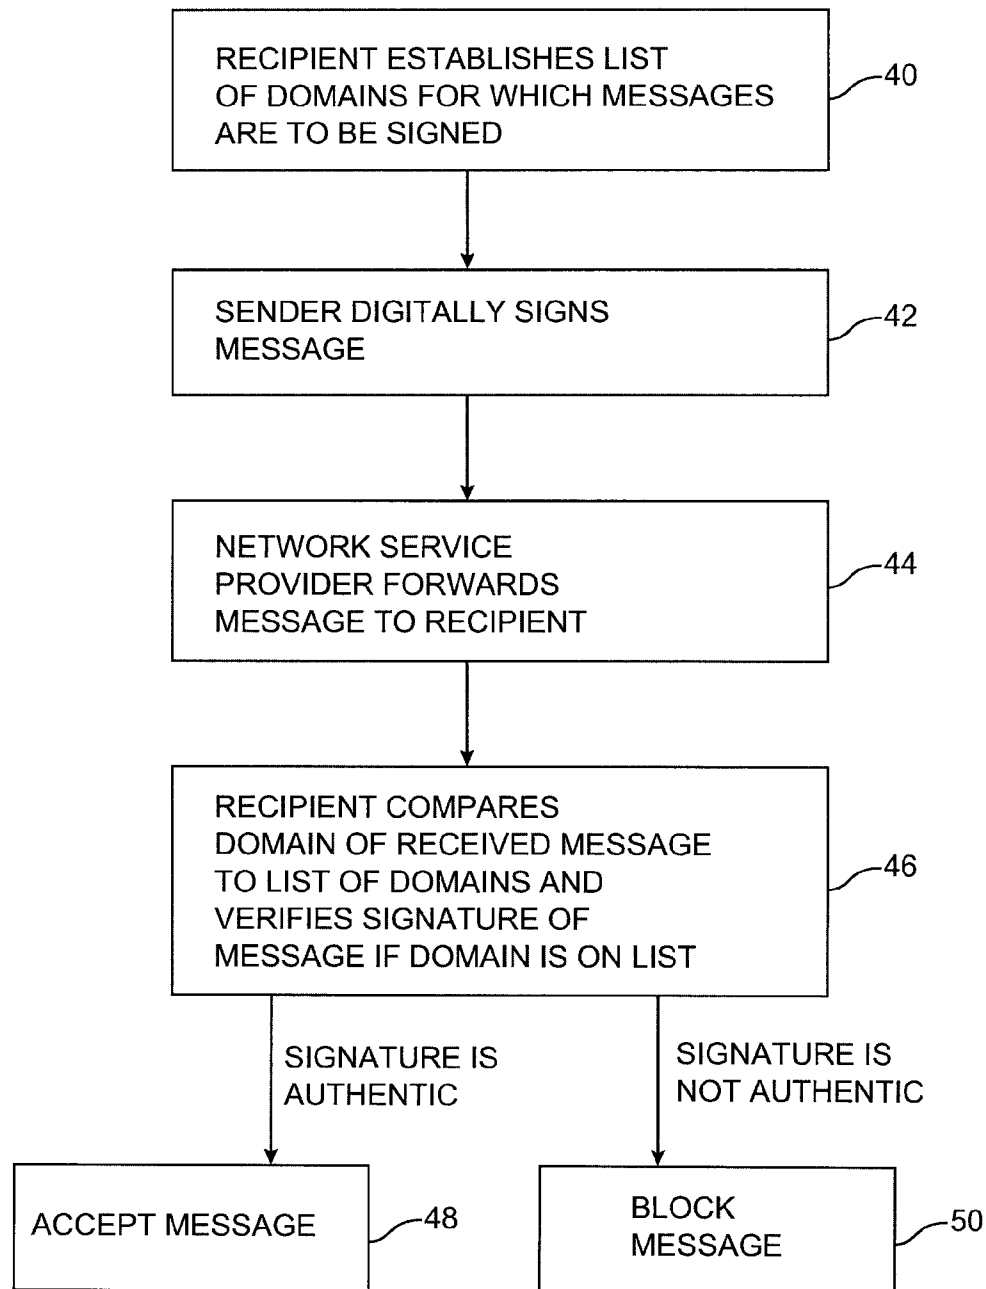 RECIPIENT ESTABLISHES LIST
OF DOMAINS FOR WHICH MESSAGES
ARE TO BE SIGNED
40
SENDER DIGITALLY SIGNS
MESSAGE
42
NETWORK SERVICE
PROVIDER FORWARDS
MESSAGE TO RECIPIENT
44
RECIPIENT COMPARES
DOMAIN OF RECEIVED MESSAGE
TO LIST OF DOMAINS AND
VERIFIES SIGNATURE OF
MESSAGE IF DOMAIN IS ON LIST
46
SIGNATURE IS
AUTHENTIC
SIGNATURE IS
NOT AUTHENTIC
ACCEPT MESSAGE
48
BLOCK
MESSAGE
50